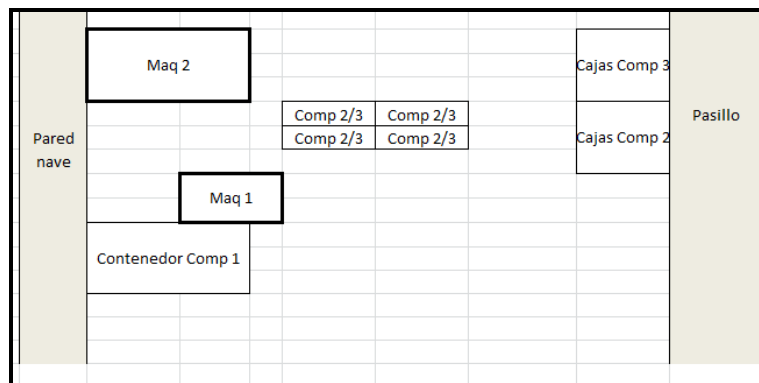 Maq 2
Cajas Comp 3
Comp 2/3 Comp 2/3
Pasillo
Comp 2/3 Comp 2/3
Cajas Comp 2
Pared
nave
Maq 1
Contenedor Comp 1